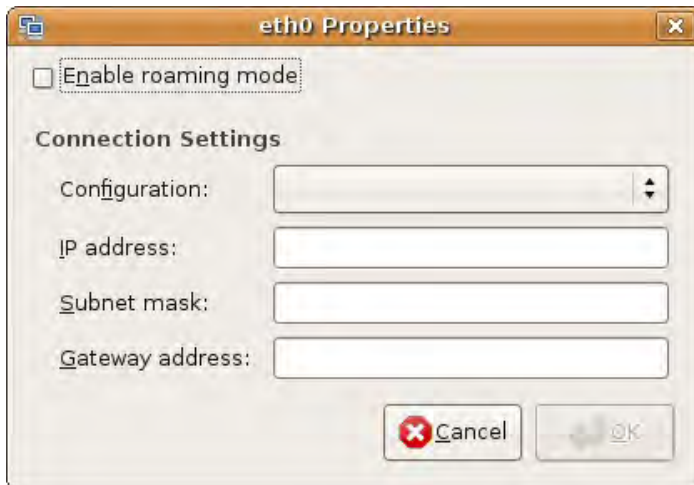 eth0 Properties
Enable roaming mode
Connection Settings
Configuration:
IP address:
Subnet mask:
Gateway address:
Cancel OK